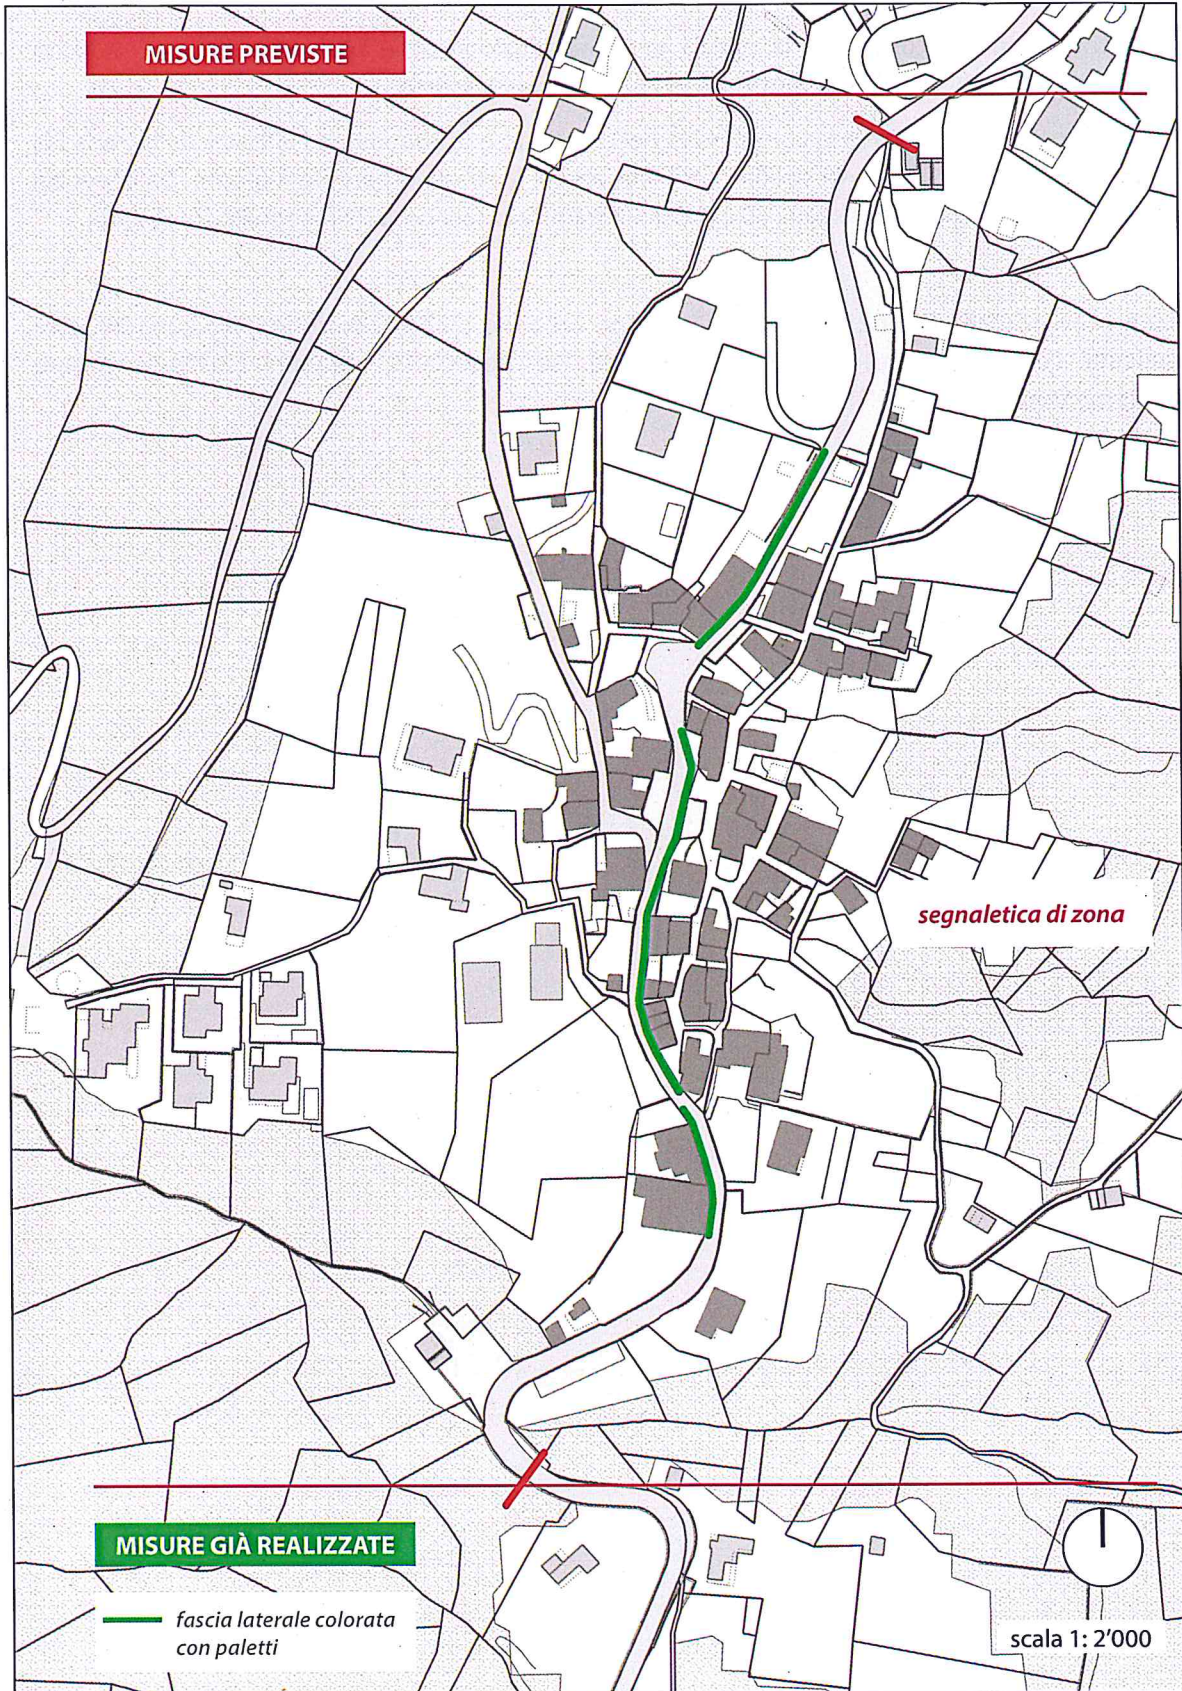 MISURE PREVISTE
segnaletica di zona
MISURE GIÀ REALIZZATE
fascia laterale colorata
con paletti
scala 1: 2'000